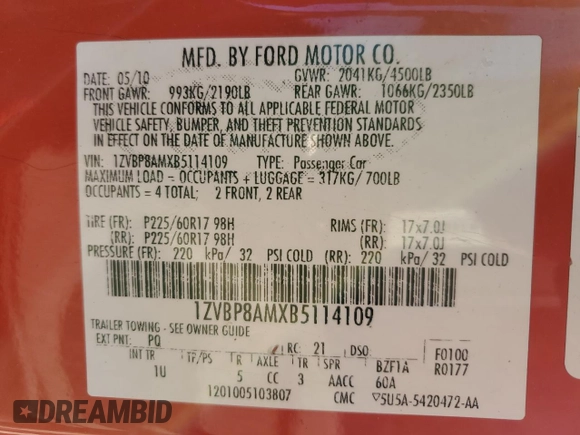 MFD. BY FORD MOTOR CO.
DATE: 05/10 GVWR: 2041KG/4500LB
FRONT GAWR: 993KG/2190LB REAR GAWR: 1066KG/2350LB
THIS VEHICLE CONFORMS TO ALL APPLICABLE FEDERAL MOTOR
VEHICLE SAFETY, BUMPER, AND THEFT PREVENTION STANDARDS
IN EFFECT ON THE DATE OF MANUFACTURE SHOWN ABOVE.
VIN: 1ZVBP8AMXB5114109 TYPE: Passenger Car
MAXIMUM LOAD = OCCUPANTS + LUGGAGE = 317KG/700LB
OCCUPANTS = 4 TOTAL; 2 FRONT, 2 REAR
TIRE (FR): P225/60R17 98H RIMS (FR): 17x7.0J
(RR): P225/60R17 98H (RR): 17x7.0J
PRESSURE (FR): 220 kPa/ 32 PSI COLD (RR): 220 kPa/ 32 PSI COLD
1ZVBP8AMXB5114109
TRAILER TOWING - SEE OWNER GUIDE
EXT PNT: PQ RC: 21 DSO: F0100
INT TR TP/PS R AXLE TR SPR BZF1A R0177
1U 5 CC 3 AACC 60A
1201005103807 CMC 5U5A-5420472-AA
DREAMBID